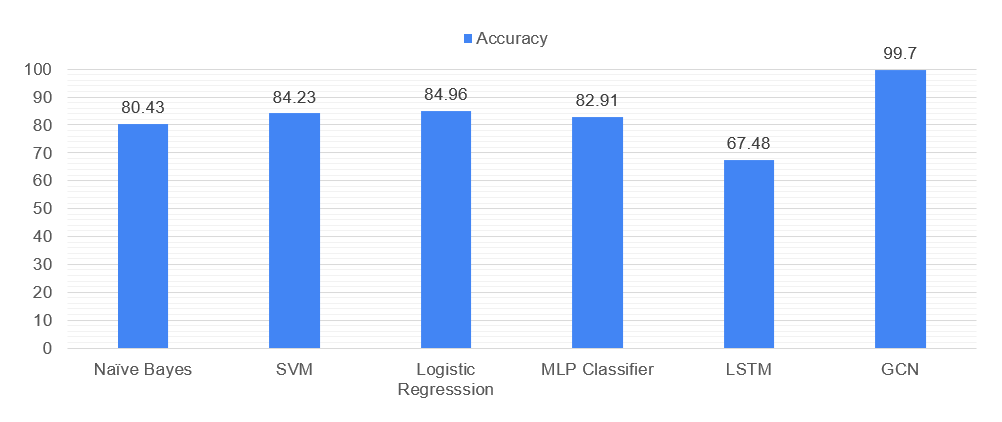 Accuracy
99.7
100
90
80
70
60
50
40
30
20
10
0
80.43
84.23
84.96
82.91
67.48
Naïve Bayes
SVM
Logistic
Regresssion
MLP Classifier
LSTM
GCN